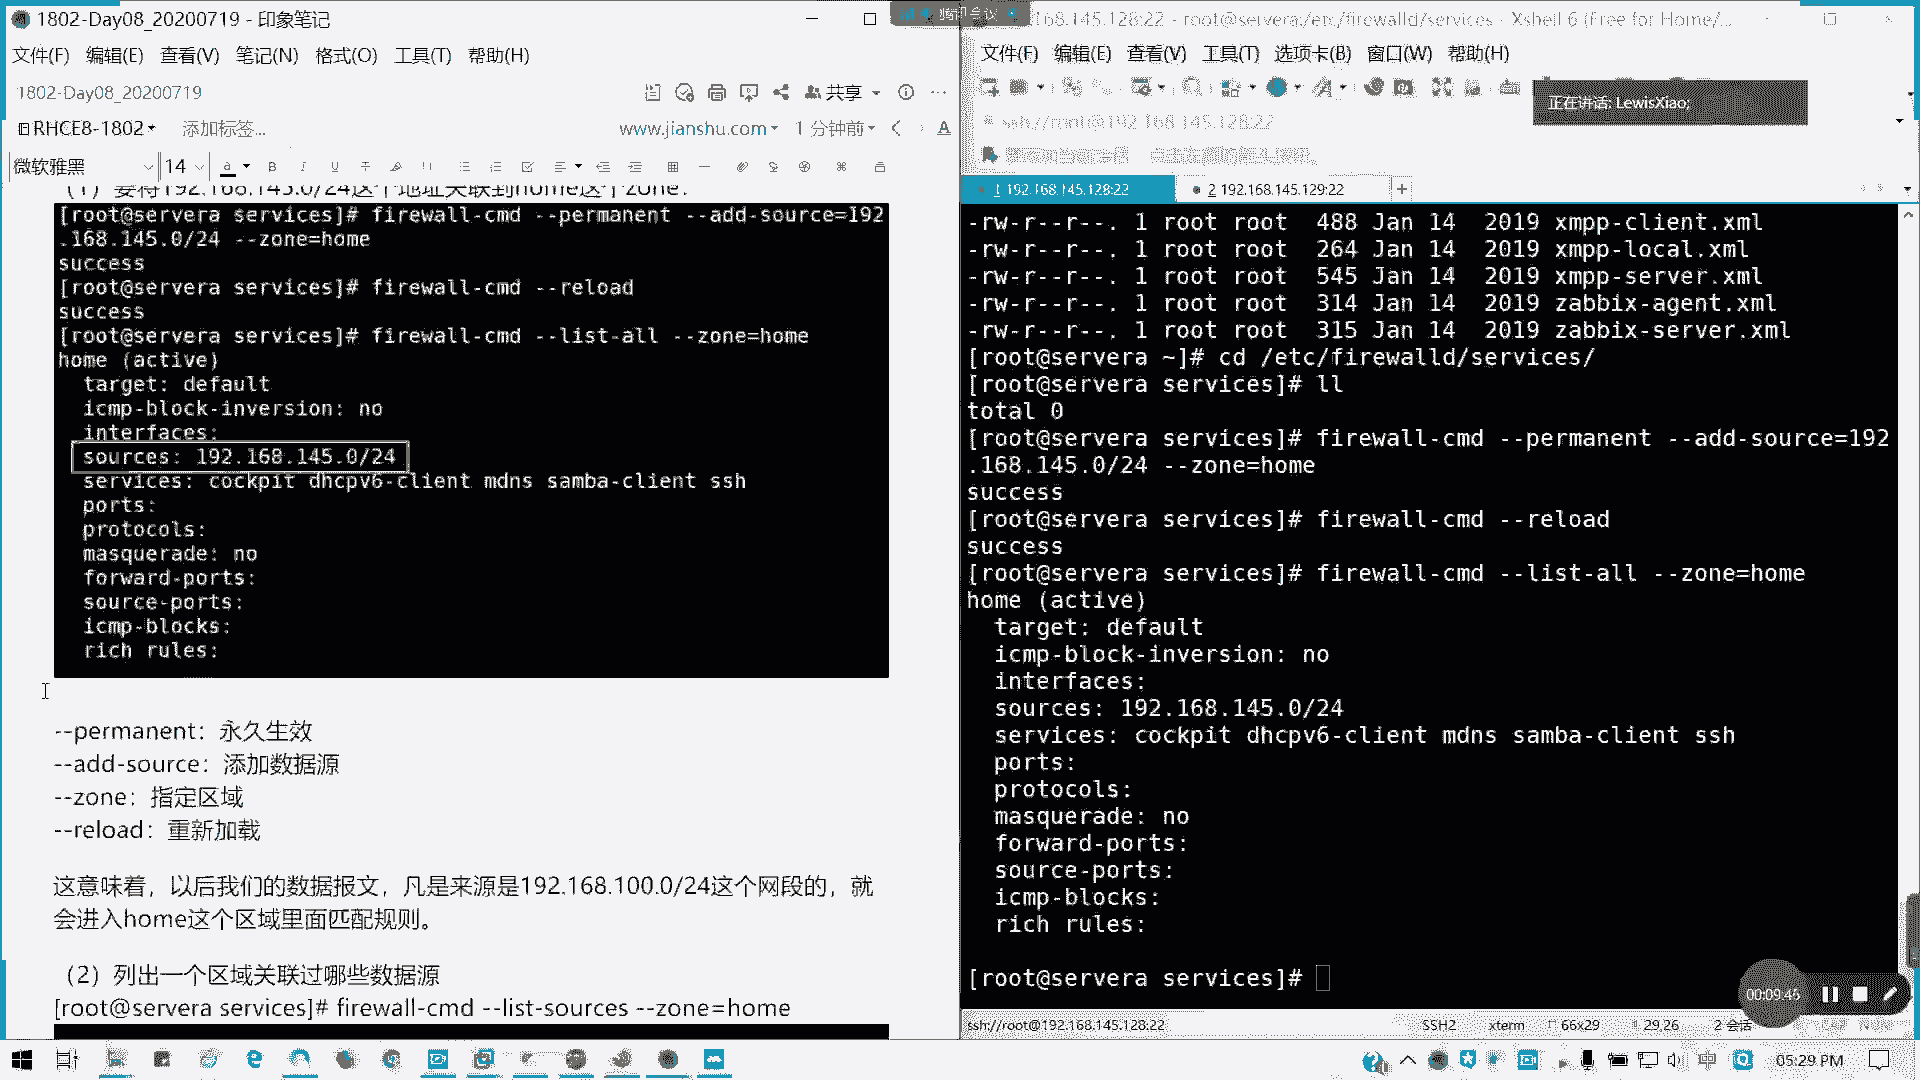 1802-Day08_20200719 - 印象笔记
文件(F) 编辑(E) 查看(V) 笔记(N) 格式(O) 工具(T) 帮助(H)
1802-Day08_20200719
共享
RHCE8-1802
添加标签...
www.jianshu.com
1 分钟前
微软雅黑
14
（1）要将192.168.145.0/24这个地址关联到home这个zone:
[root@servera services]# firewall-cmd --permanent --add-source=192
.168.145.0/24 --zone=home
success
[root@servera services]# firewall-cmd --reload
success
[root@servera services]# firewall-cmd --list-all --zone=home
home (active)
target: default
icmp-block-inversion: no
interfaces:
sources: 192.168.145.0/24
services: cockpit dhcpv6-client mdns samba-client ssh
ports:
protocols:
masquerade: no
forward-ports:
source-ports:
icmp-blocks:
rich rules:
--permanent：永久生效
--add-source：添加数据源
--zone：指定区域
--reload：重新加载
这意味着，以后我们的数据报文，凡是来源是192.168.100.0/24这个网段的，就
会进入home这个区域里面匹配规则。
（2）列出一个区域关联过哪些数据源
[root@servera services]# firewall-cmd --list-sources --zone=home
腾讯会议
168.145.128:22 - root@servera:/etc/firewalld/services - Xshell 6 (Free for Home/...
文件(F) 编辑(E) 查看(V) 工具(T) 选项卡(B) 窗口(W) 帮助(H)
正在讲话: LewisXiao;
ssh://root@192.168.145.128:22
1 192.168.145.128:22
2 192.168.145.129:22
-rw-r--r--. 1 root root 488 Jan 14 2019 xmpp-client.xml
-rw-r--r--. 1 root root 264 Jan 14 2019 xmpp-local.xml
-rw-r--r--. 1 root root 545 Jan 14 2019 xmpp-server.xml
-rw-r--r--. 1 root root 314 Jan 14 2019 zabbix-agent.xml
-rw-r--r--. 1 root root 315 Jan 14 2019 zabbix-server.xml
[root@servera ~]# cd /etc/firewalld/services/
[root@servera services]# ll
total 0
[root@servera services]# firewall-cmd --permanent --add-source=192
.168.145.0/24 --zone=home
success
[root@servera services]# firewall-cmd --reload
success
[root@servera services]# firewall-cmd --list-all --zone=home
home (active)
target: default
icmp-block-inversion: no
interfaces:
sources: 192.168.145.0/24
services: cockpit dhcpv6-client mdns samba-client ssh
ports:
protocols:
masquerade: no
forward-ports:
source-ports:
icmp-blocks:
rich rules:
[root@servera services]#
00:09:45
ssh://root@192.168.145.128:22
SSH2
xterm
66x29
29,26
2 会话
CAP NUM
中
05:29 PM